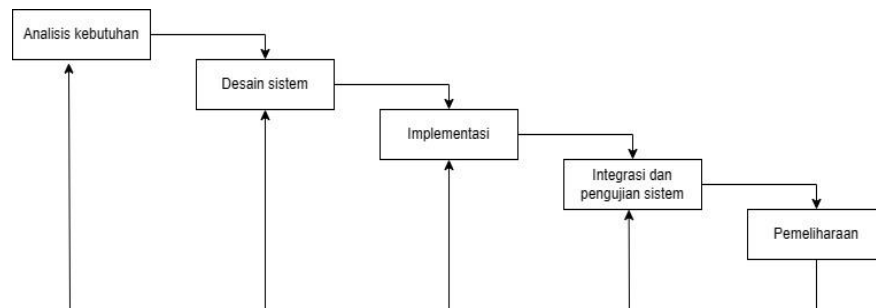 Analisis kebutuhan
Desain sistem
Implementasi
Integrasi dan
pengujian sistem
Pemeliharaan